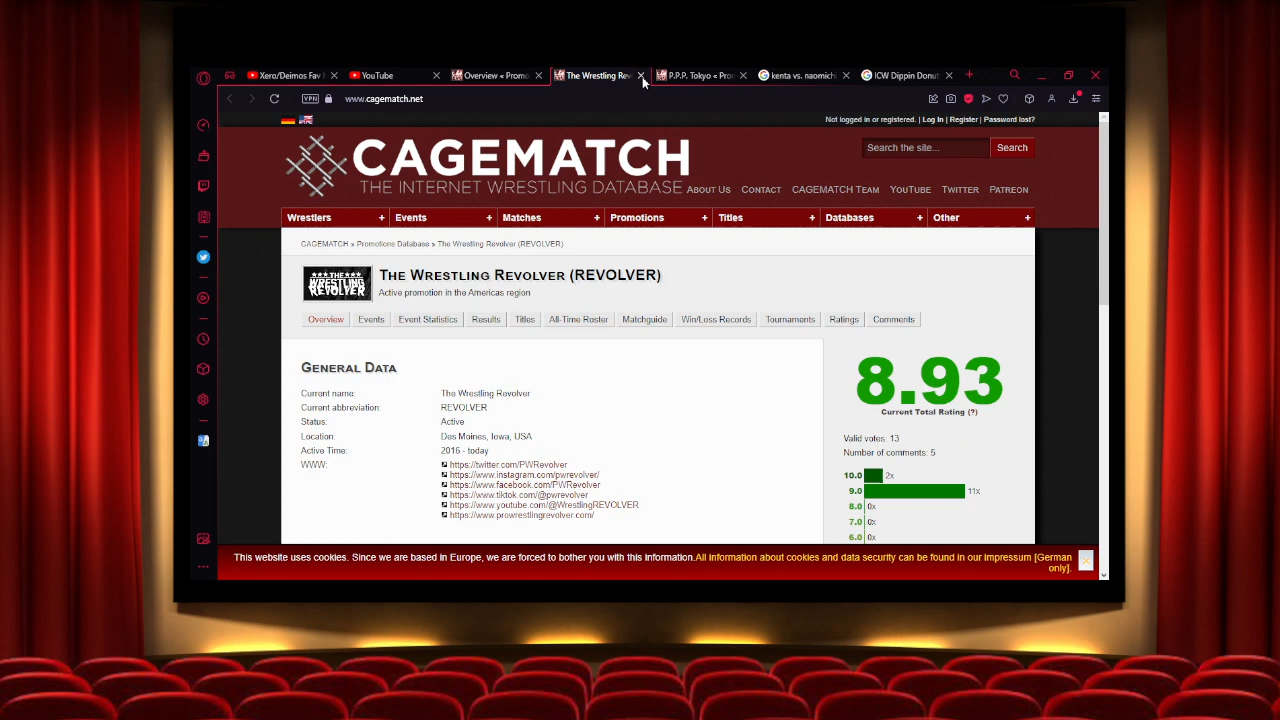 Xero/Deimos Fav
YouTube
Overview « Promo
The Wrestling Rev
P.P.P. Tokyo « Pro
kenta vs. naomichi
ICW Dippin Donut
VPN
www.cagematch.net
Not logged in or registered. | Log In | Register | Password lost?
CAGEMATCH
THE INTERNET WRESTLING DATABASE
Search the site...
Search
About Us
Contact
CAGEMATCH Team
YouTube
Twitter
Patreon
Wrestlers +
Events +
Matches +
Promotions +
Titles +
Databases +
Other +
CAGEMATCH » Promotions Database » The Wrestling Revolver (REVOLVER)
THE WRESTLING REVOLVER
The Wrestling Revolver (REVOLVER)
Active promotion in the Americas region
Overview
Events
Event Statistics
Results
Titles
All-Time Roster
Matchguide
Win/Loss Records
Tournaments
Ratings
Comments
General Data
Current name: The Wrestling Revolver
Current abbreviation: REVOLVER
Status: Active
Location: Des Moines, Iowa, USA
Active Time: 2016 - today
WWW: https://twitter.com/PWRevolver
https://www.instagram.com/pwrevolver/
https://www.facebook.com/PWRevolver
https://www.tiktok.com/@pwrevolver
https://www.youtube.com/@WrestlingREVOLVER
https://www.prowrestlingrevolver.com/
8.93
Current Total Rating (?)
Valid votes: 13
Number of comments: 5
10.0 2x
9.0 11x
8.0 0x
7.0 0x
6.0 0x
This website uses cookies. Since we are based in Europe, we are forced to bother you with this information.All information about cookies and data security can be found in our impressum [German
only].